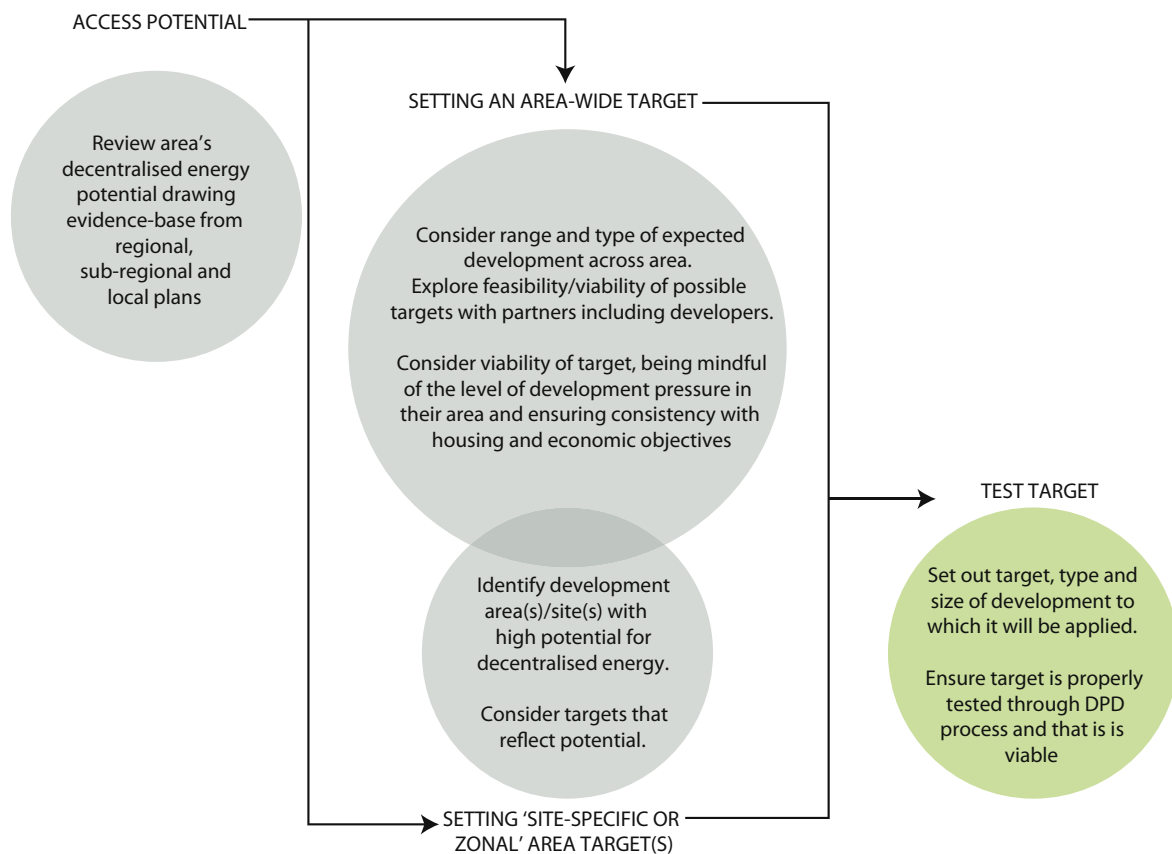 ACCESS POTENTIAL
Review area's
decentralised energy
potential drawing
evidence-base from
regional,
sub-regional and
local plans
SETTING AN AREA-WIDE TARGET
Consider range and type of expected
development across area.
Explore feasibility/viability of possible
targets with partners including developers.
Consider viability of target, being mindful
of the level of development pressure in
their area and ensuring consistency with
housing and economic objectives
Identify development
area(s)/site(s) with
high potential for
decentralised energy.
Consider targets that
reflect potential.
SETTING ‘SITE-SPECIFIC OR
ZONAL’ AREA TARGET(S)
TEST TARGET
Set out target, type and
size of development to
which it will be applied.
Ensure target is properly
tested through DPD
process and that is is
viable